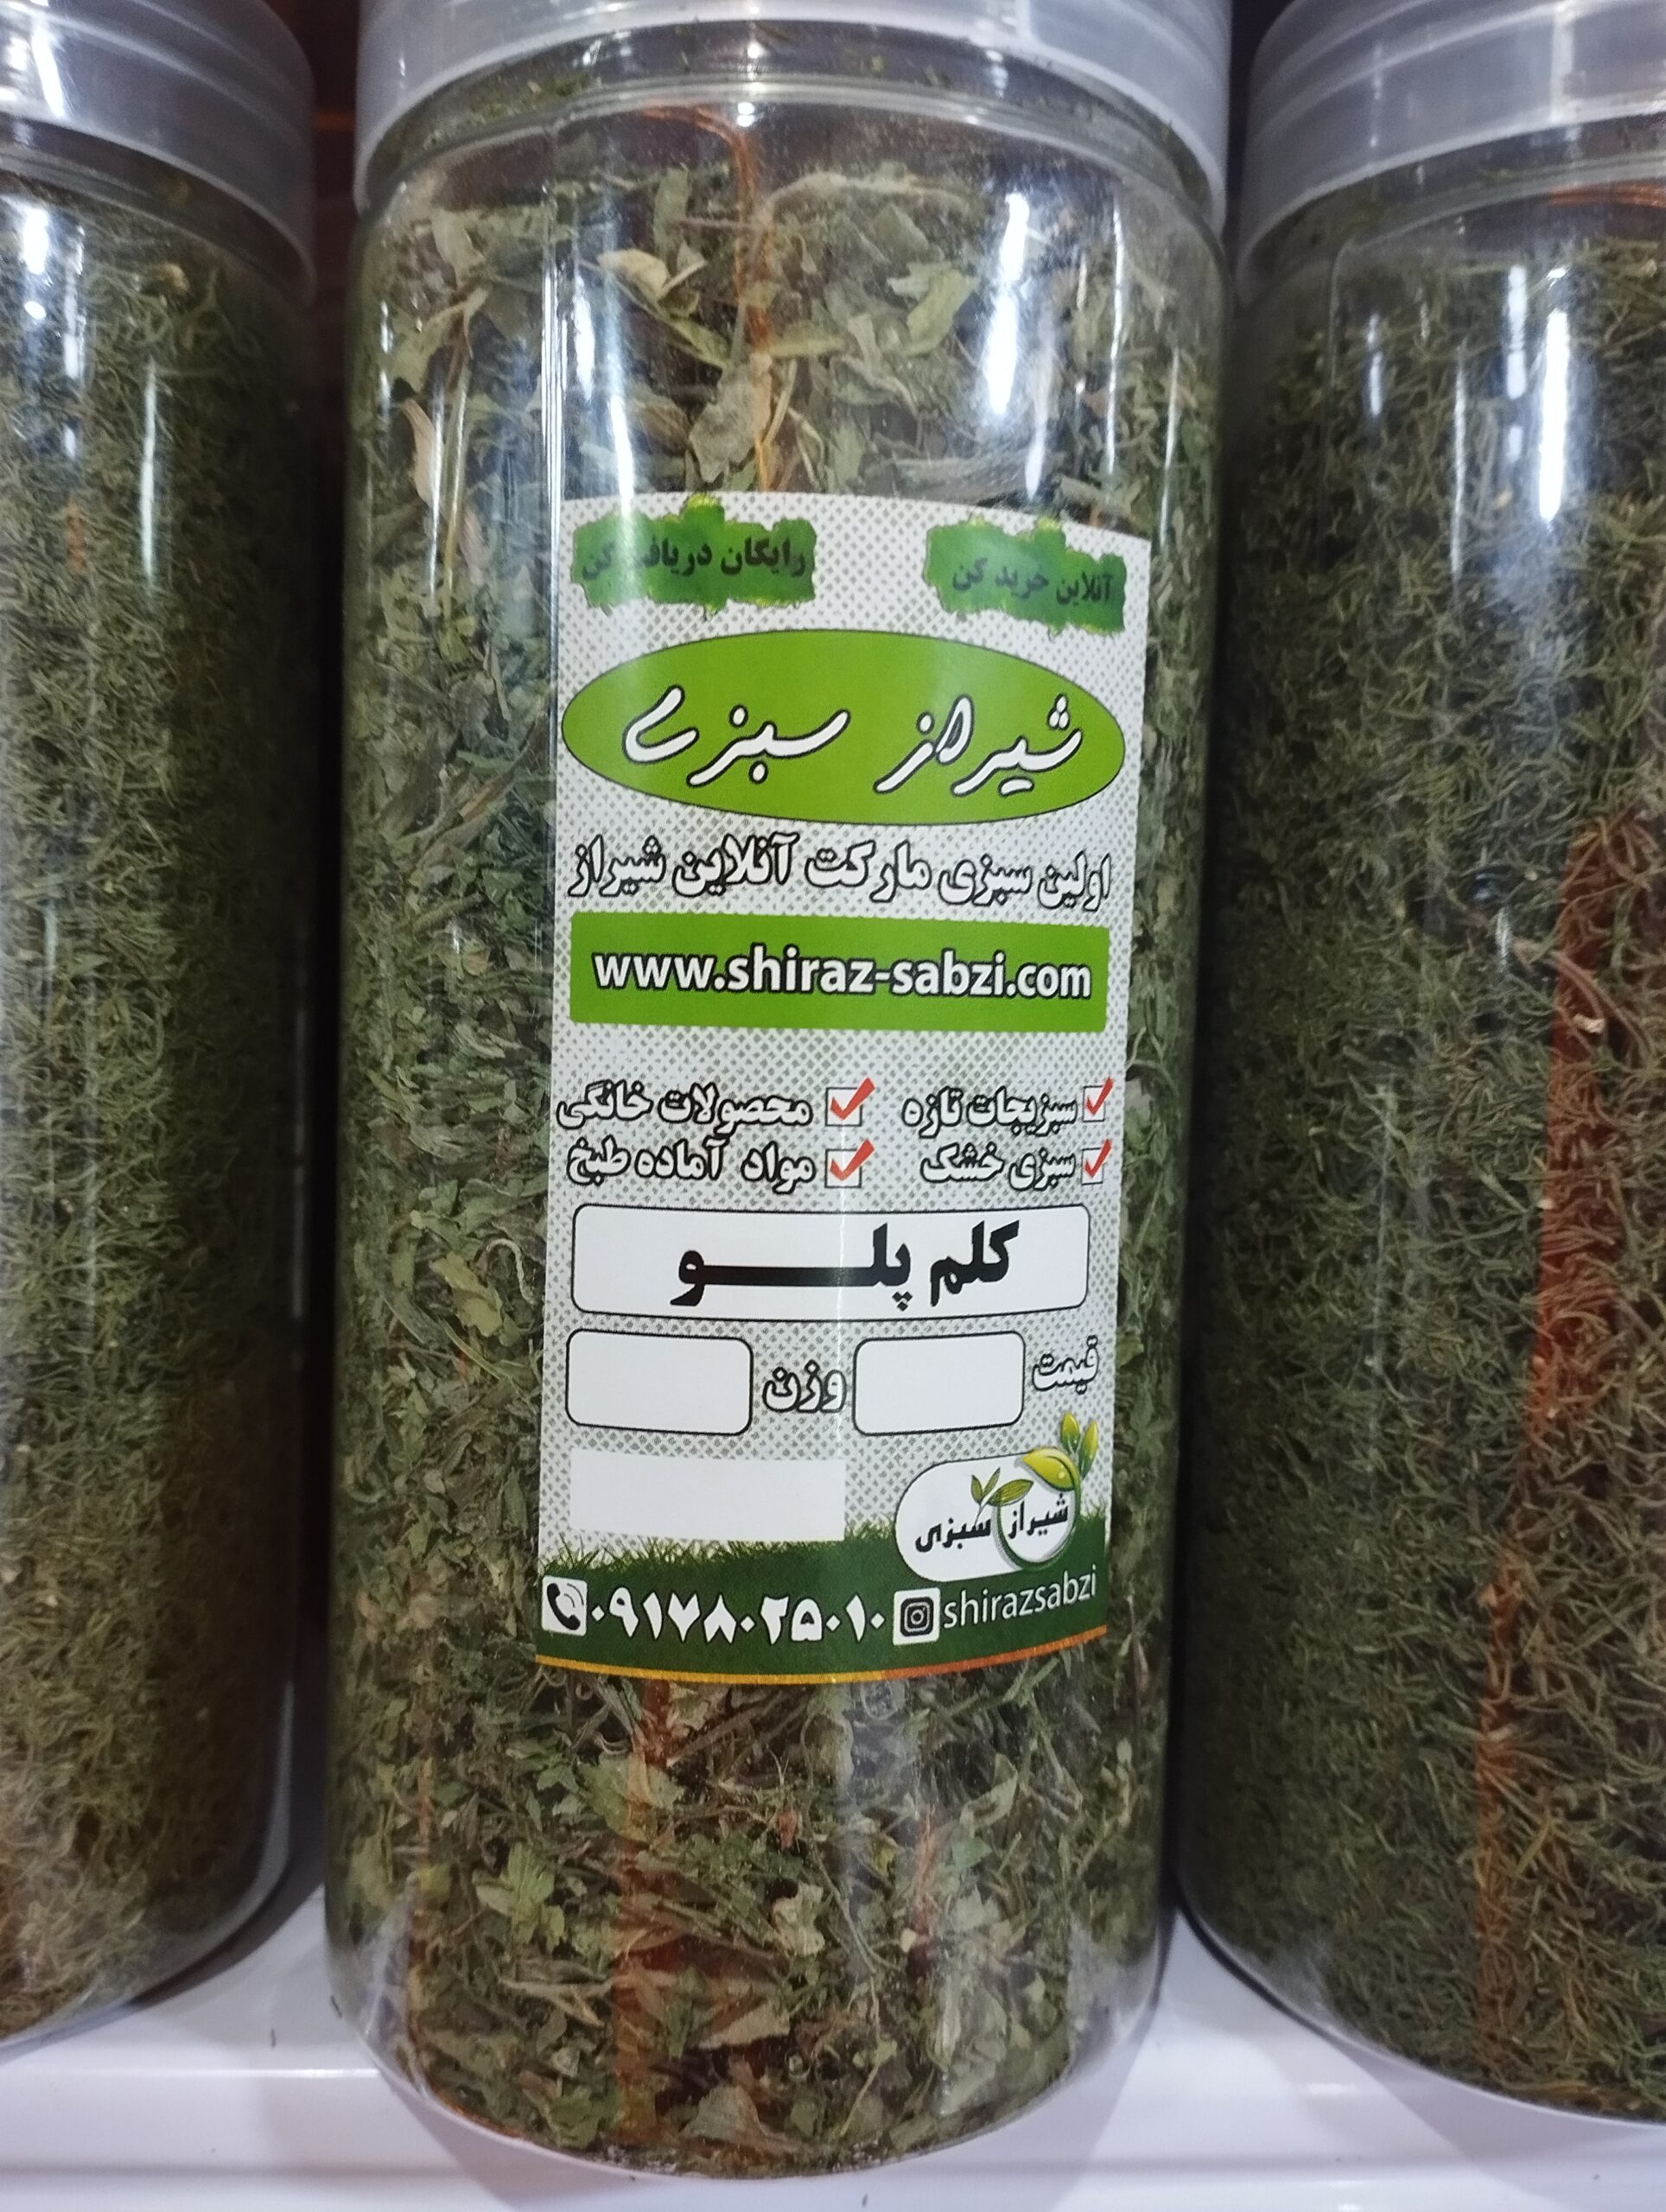 آنلاین خرید کن
رایگان دریافت کن
شیراز سبزی
اولین سبزی مارکت آنلاین شیراز
www.shiraz-sabzi.com
سبزیجات تازه محصولات خانگی
سبزی خشک مواد آماده طبخ
کلم پلو
قیمت وزن
شیراز سبزی
۰۹۱۷۸۰۲۵۰۱۰ shirazsabzi